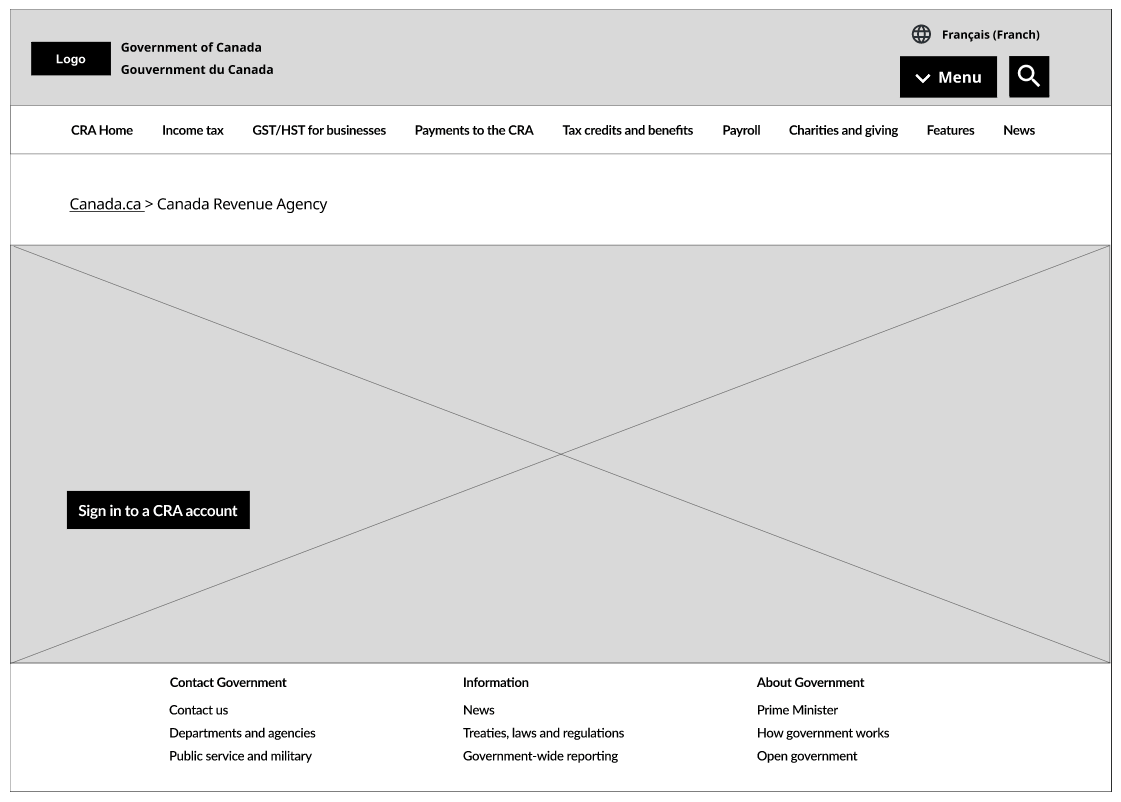 Logo
Government of Canada
Gouvernment du Canada
Français (Franch)
Menu
CRA Home Income tax GST/HST for businesses Payments to the CRA Tax credits and benefits Payroll Charities and giving Features News
Canada.ca > Canada Revenue Agency
Sign in to a CRA account
Contact Government
Contact us
Departments and agencies
Public service and military
Information
News
Treaties, laws and regulations
Government-wide reporting
About Government
Prime Minister
How government works
Open government